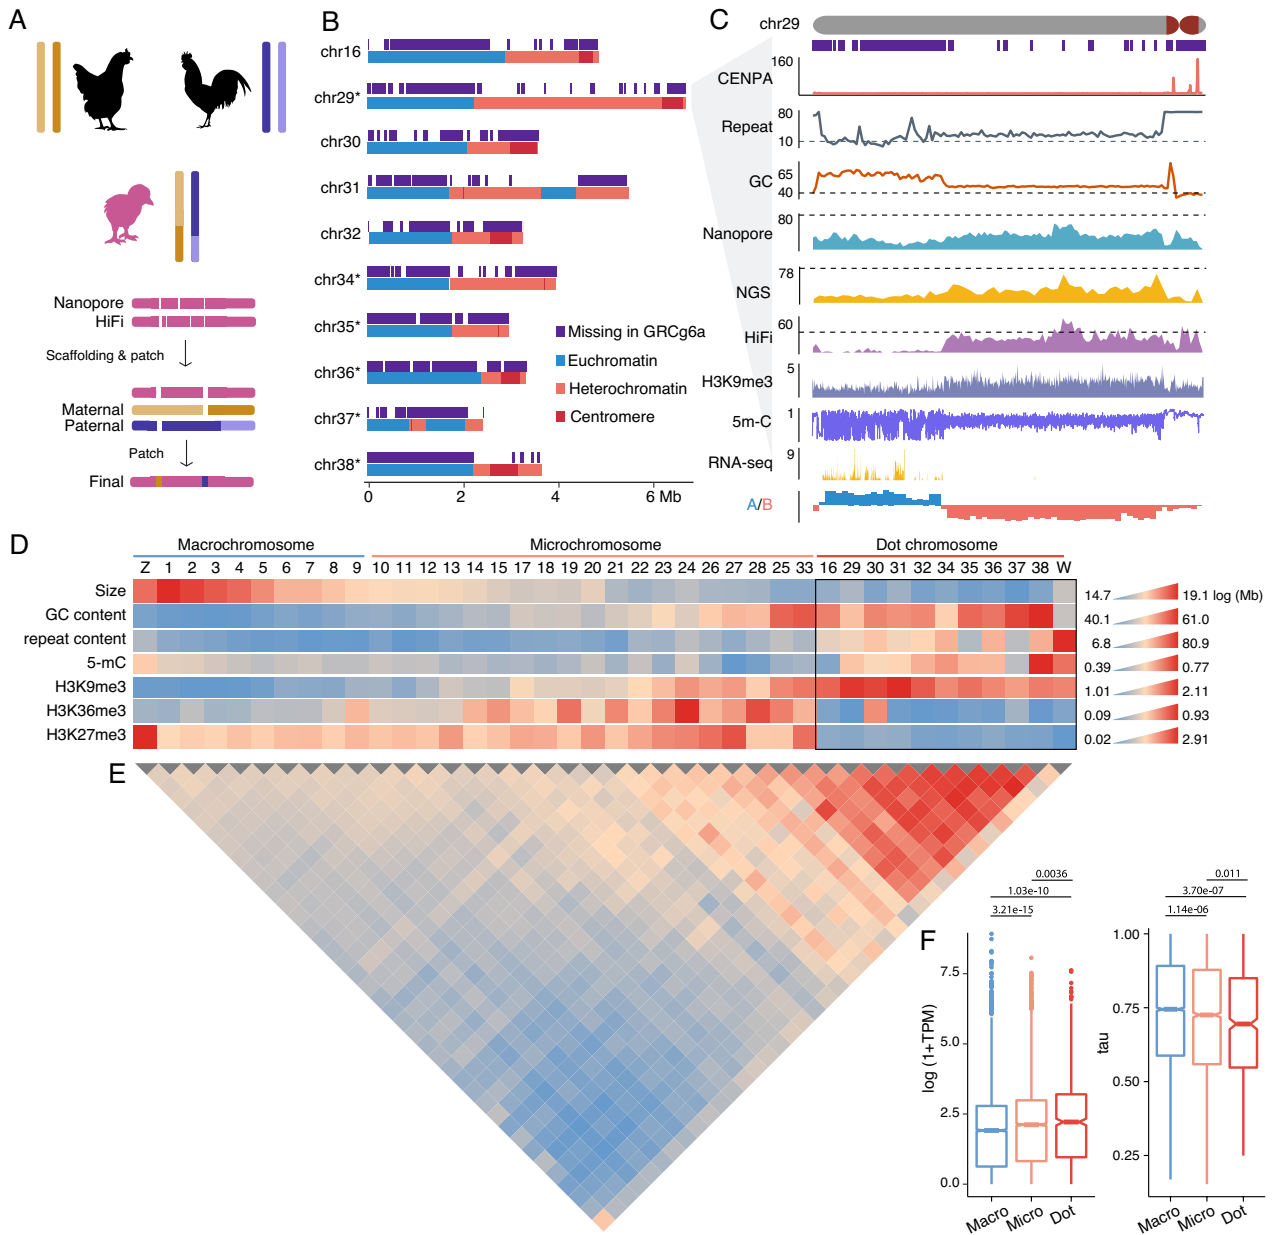 A
Nanopore
HiFi
Scaffolding & patch
Maternal
Paternal
Patch
Final
B
chr16
chr29*
chr30
chr31
chr32
chr34*
chr35*
chr36*
chr37*
chr38*
Missing in GRCg6a
Euchromatin
Heterochromatin
Centromere
0 2 4 6 Mb
C
chr29
CENPA 160
Repeat 80 10
GC 65 40
Nanopore 80
NGS 78
HiFi 60
H3K9me3 5
5m-C 1
RNA-seq 9
A/B
D
Macrochromosome Microchromosome Dot chromosome
Z 1 2 3 4 5 6 7 8 9 10 11 12 13 14 15 17 18 19 20 21 22 23 24 26 27 28 25 33 16 29 30 31 32 34 35 36 37 38 W
Size 14.7 19.1 log (Mb)
GC content 40.1 61.0
repeat content 6.8 80.9
5-mC 0.39 0.77
H3K9me3 1.01 2.11
H3K36me3 0.09 0.93
H3K27me3 0.02 2.91
E
F
0.0036
1.03e-10
3.21e-15
log (1+TPM)
7.5
5.0
2.5
0.0
Macro Micro Dot
0.011
3.70e-07
1.14e-06
tau
1.00
0.75
0.50
0.25
Macro Micro Dot